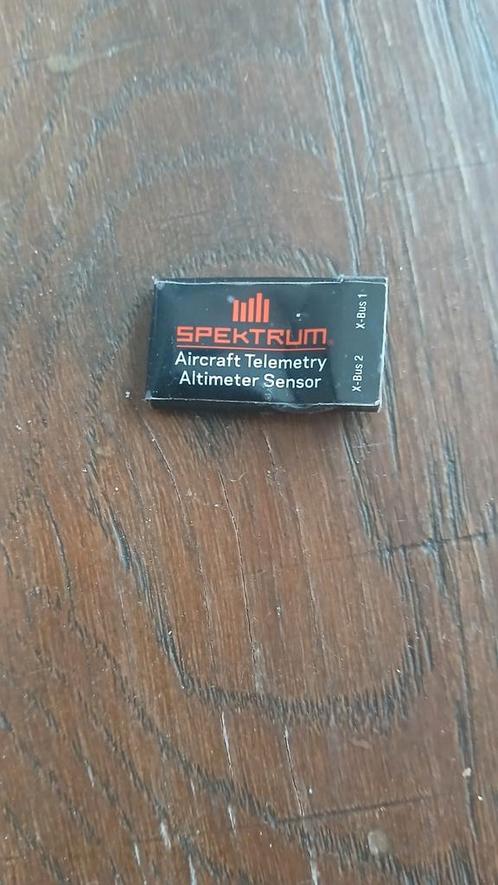 SPEKTRUM
Aircraft Telemetry
Altimeter Sensor
X-Bus 1
X-Bus 2